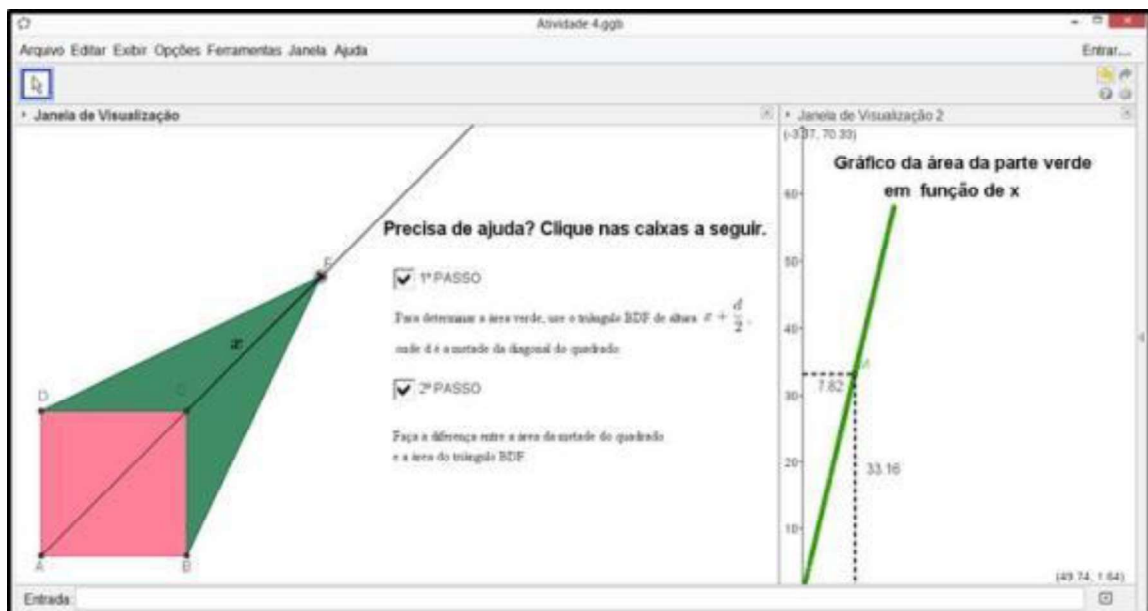 Atividade 4.ggb
Arquivo Editar Exibir Opções Ferramentas Janela Ajuda
Entrar...
Janela de Visualização
Janela de Visualização 2
(-3.37, 70.33)
Gráfico da área da parte verde
em função de x
60
50
40
30
20
10
7.82
33.16
(49.74, 1.64)
Precisa de ajuda? Clique nas caixas a seguir.
1º PASSO
Para determinar a área verde, use o triângulo BDF de altura x + d/2,
onde d é a metade da diagonal do quadrado
2º PASSO
Faça a diferença entre a área da metade do quadrado
e a área do triângulo BDF
F
x
D
C
A
B
Entrada: